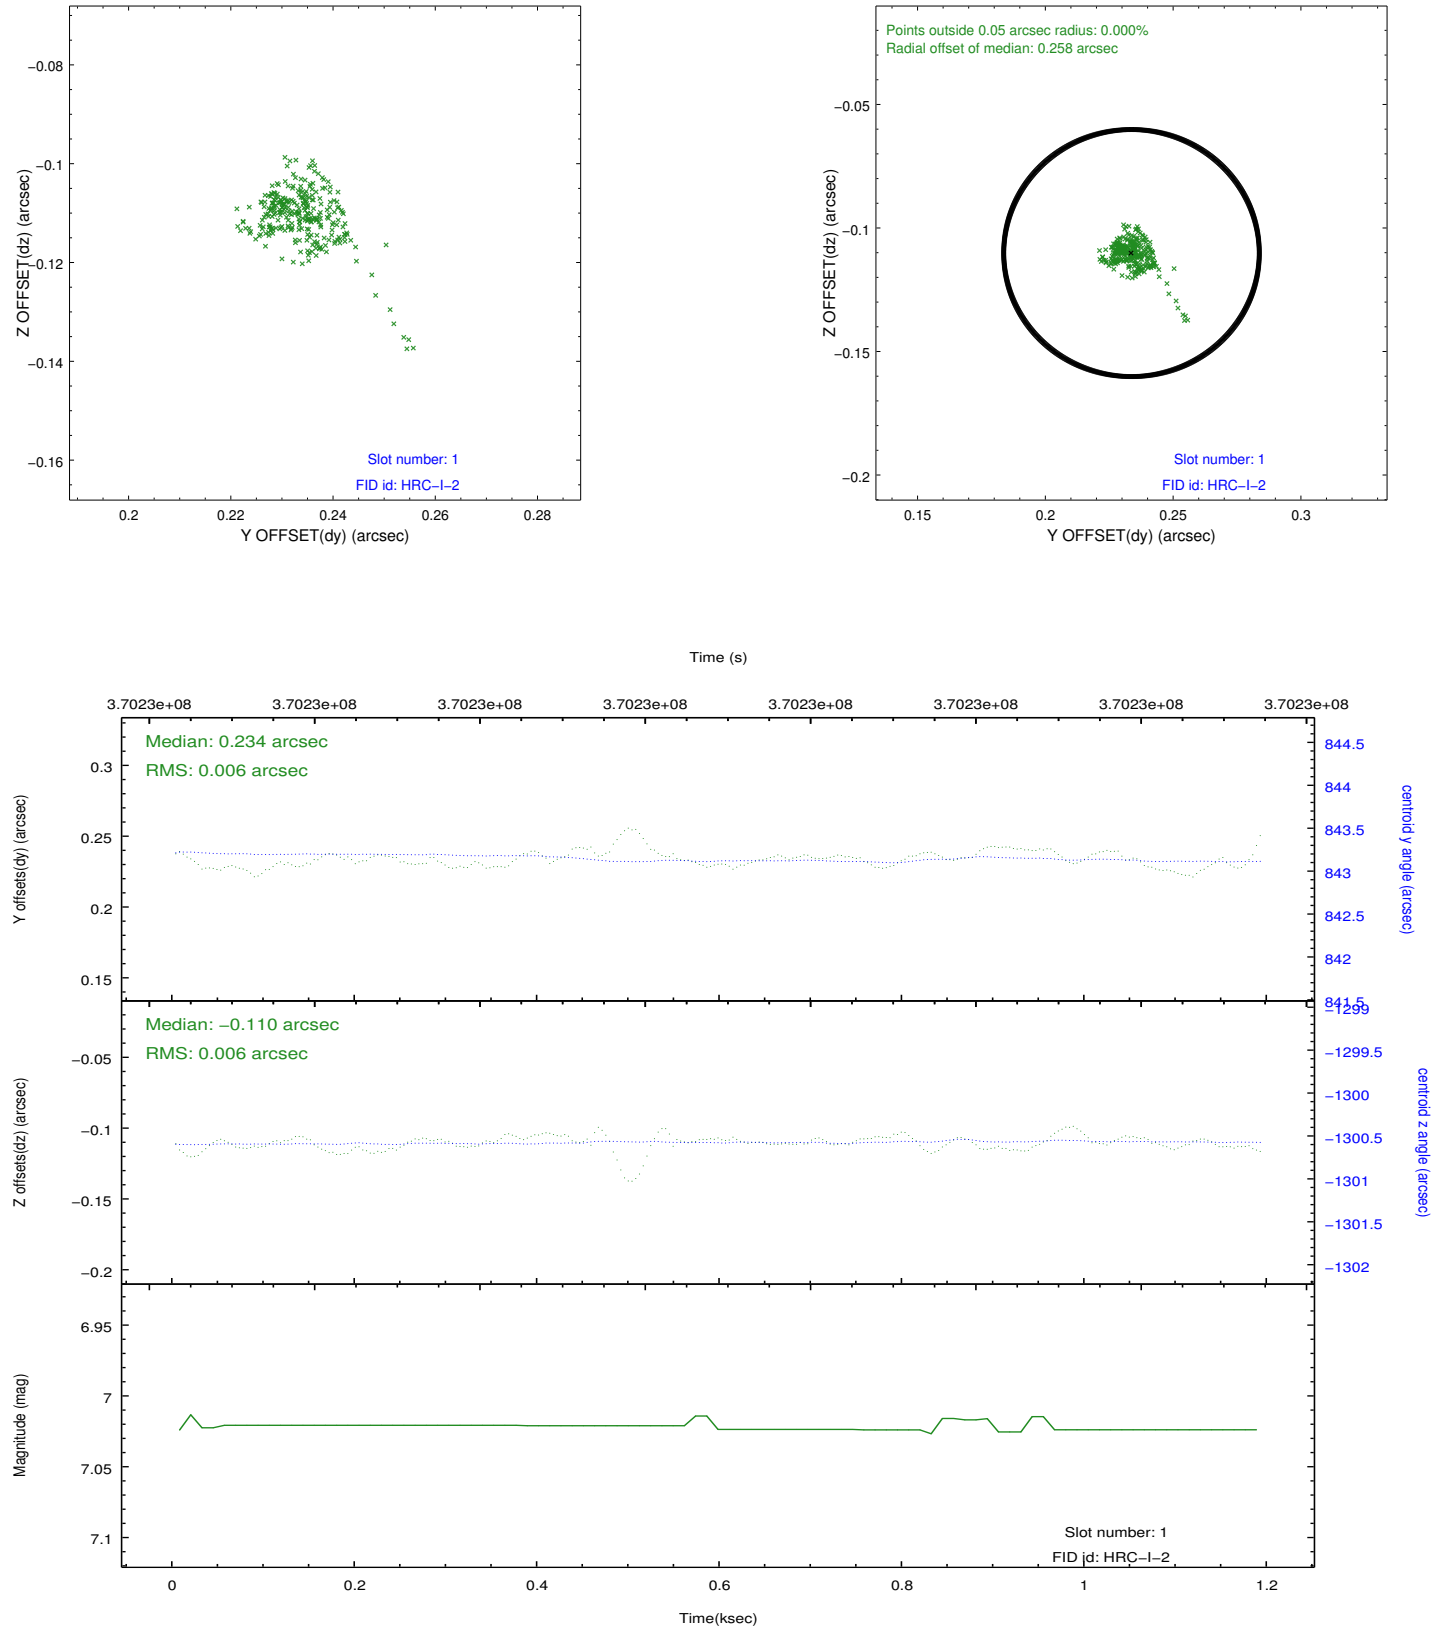 −0.08
−0.1
−0.12
−0.14
−0.16
Z OFFSET(dz) (arcsec)
Slot number: 1
FID id: HRC−I−2
0.2 0.22 0.24 0.26 0.28
Y OFFSET(dy) (arcsec)
Points outside 0.05 arcsec radius: 0.000%
Radial offset of median: 0.258 arcsec
−0.05
−0.1
−0.15
−0.2
Z OFFSET(dz) (arcsec)
Slot number: 1
FID id: HRC−I−2
0.15 0.2 0.25 0.3
Y OFFSET(dy) (arcsec)
Time (s)
3.7023e+08 3.7023e+08 3.7023e+08 3.7023e+08 3.7023e+08 3.7023e+08 3.7023e+08 3.7023e+08
Median: 0.234 arcsec
RMS: 0.006 arcsec
0.3
0.25
0.2
0.15
Y offsets(dy) (arcsec)
844.5
844
843.5
843
842.5
842
841.5
centroid y angle (arcsec)
Median: −0.110 arcsec
RMS: 0.006 arcsec
−0.05
−0.1
−0.15
−0.2
Z offsets(dz) (arcsec)
−1299
−1299.5
−1300
−1300.5
−1301
−1301.5
−1302
centroid z angle (arcsec)
6.95
7
7.05
7.1
Magnitude (mag)
Slot number: 1
FID id: HRC−I−2
0 0.2 0.4 0.6 0.8 1 1.2
Time(ksec)